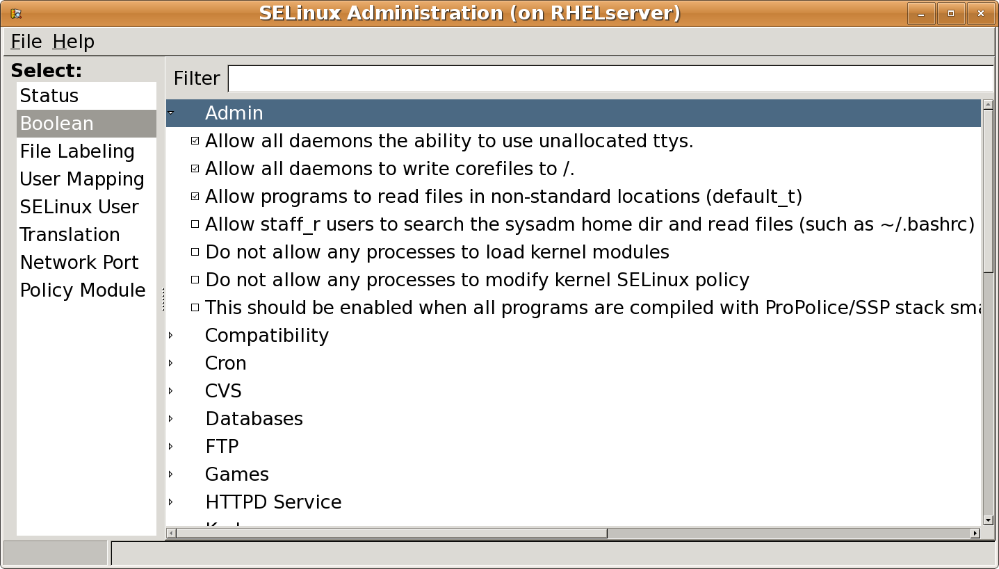 SELinux Administration (on RHELserver)
File Help
Select:
Status
Boolean
File Labeling
User Mapping
SELinux User
Translation
Network Port
Policy Module
Filter
Admin
Allow all daemons the ability to use unallocated ttys.
Allow all daemons to write corefiles to /.
Allow programs to read files in non-standard locations (default_t)
Allow staff_r users to search the sysadm home dir and read files (such as ~/.bashrc)
Do not allow any processes to load kernel modules
Do not allow any processes to modify kernel SELinux policy
This should be enabled when all programs are compiled with ProPolice/SSP stack
Compatibility
Cron
CVS
Databases
FTP
Games
HTTPD Service